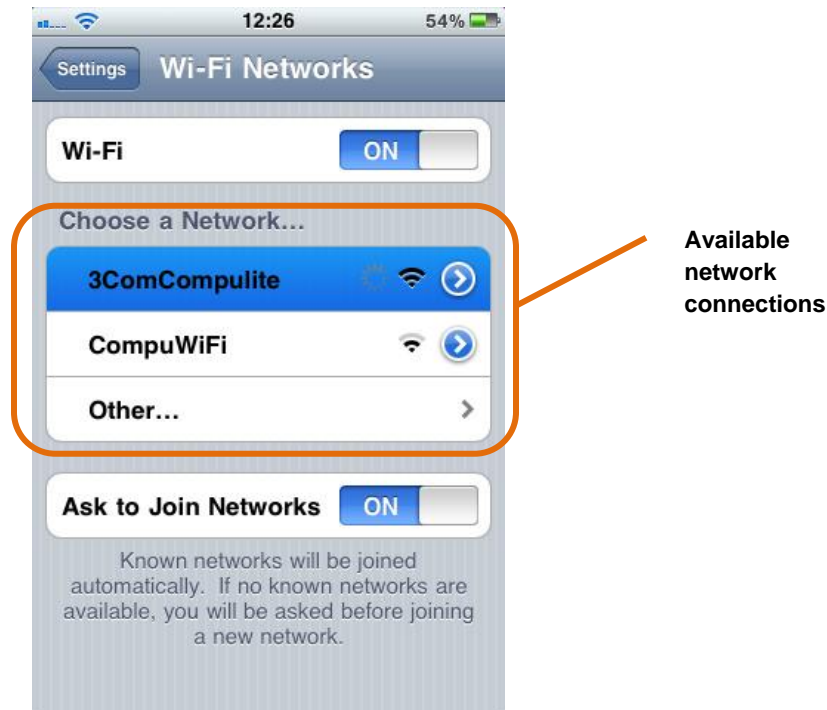 12:26 54%
Settings Wi-Fi Networks
Wi-Fi ON
Choose a Network...
3ComCompulite
CompuWiFi
Other...
Ask to Join Networks ON
Known networks will be joined
automatically. If no known networks are
available, you will be asked before joining
a new network.
Available
network
connections